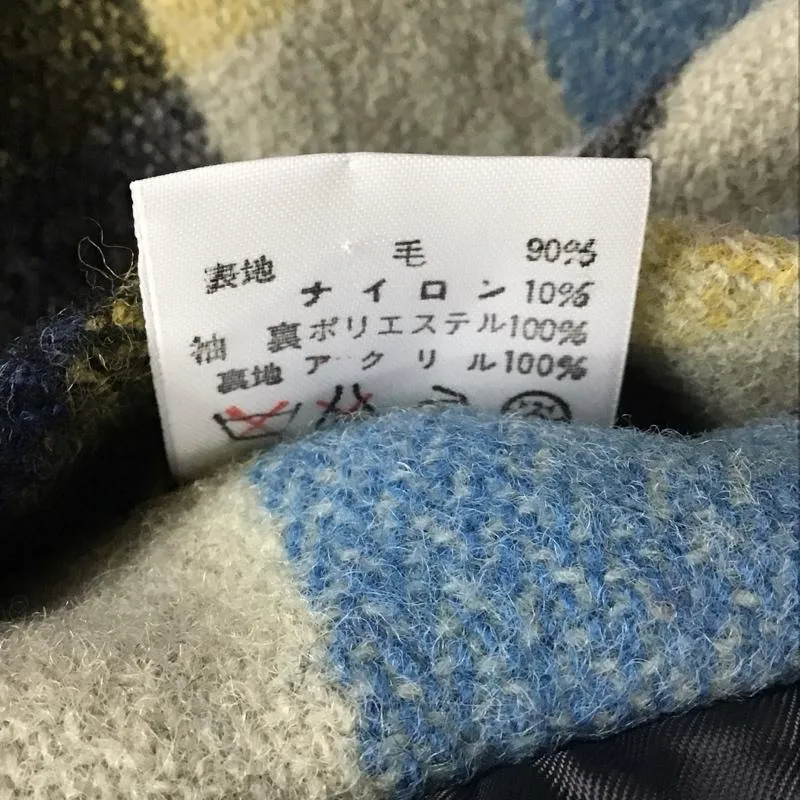 表地 毛 90%
ナイロン 10%
袖裏 ポリエステル100%
裏地 アクリル100%